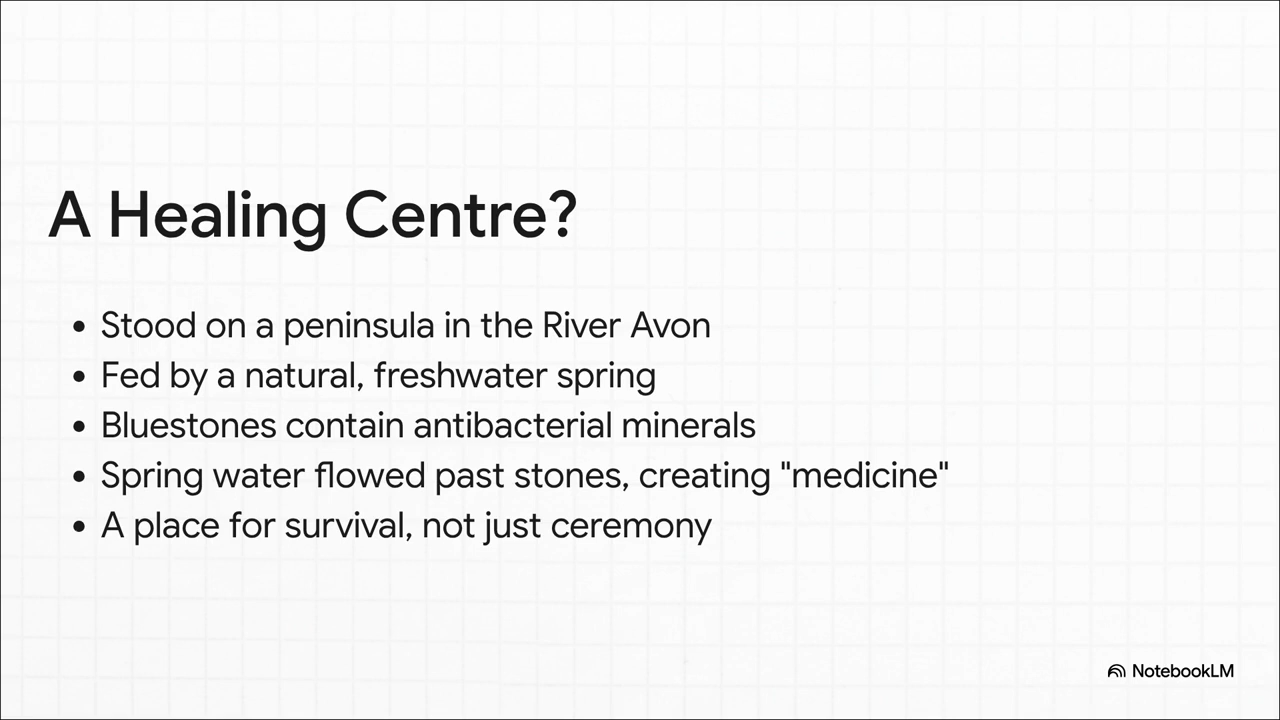 A Healing Centre?
• Stood on a peninsula in the River Avon
• Fed by a natural, freshwater spring
• Bluestones contain antibacterial minerals
• Spring water flowed past stones, creating "medicine"
• A place for survival, not just ceremony
NotebookLM